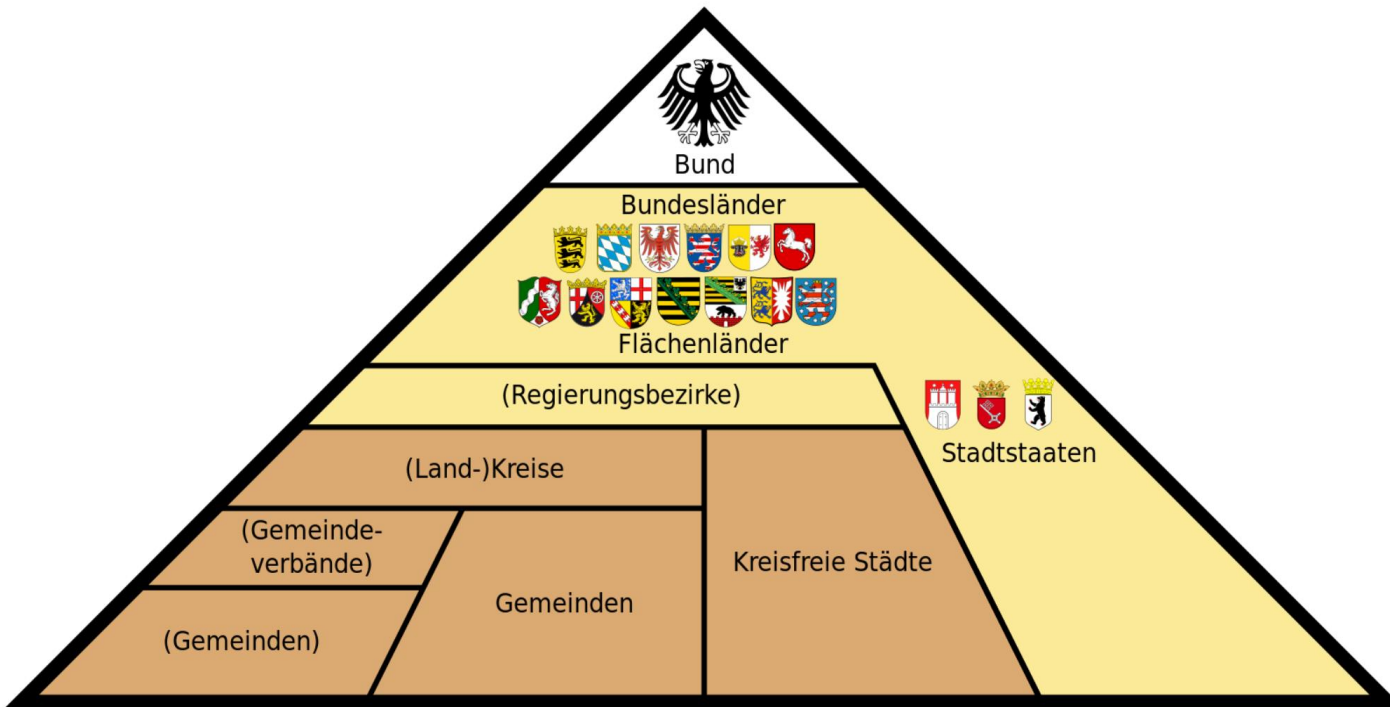 Bund
Bundesländer
Flächenländer
(Regierungsbezirke)
Stadtstaaten
(Land-)Kreise
(Gemeinde-
verbände)
Kreisfreie Städte
Gemeinden
(Gemeinden)